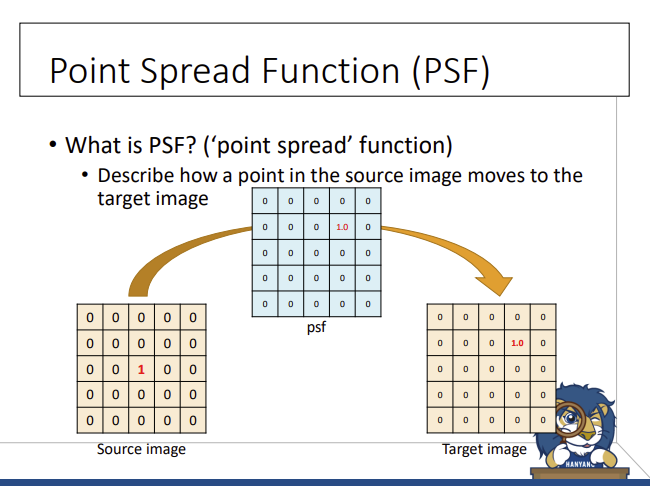 Point Spread Function (PSF)
• What is PSF? (‘point spread’ function)
• Describe how a point in the source image moves to the
target image
0 0 0 0 0
0 0 0 1.0 0
0 0 0 0 0
0 0 0 0 0
0 0 0 0 0
psf
0 0 0 0 0
0 0 0 0 0
0 0 1 0 0
0 0 0 0 0
0 0 0 0 0
Source image
0 0 0 0 0
0 0 0 1.0 0
0 0 0 0 0
0 0 0 0 0
0 0 0 0 0
Target image